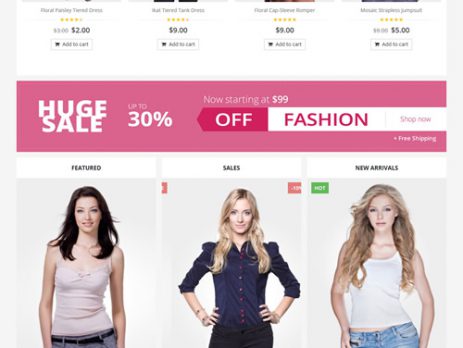 Floral Paisley Tiered Dress
Ikat Tiered Tank Dress
Floral Cap-Sleeve Romper
Mosaic Strapless Jumpsuit
$3.00 $2.00
$9.00
$9.00
$8.00 $5.00
Add to cart
Add to cart
Add to cart
Add to cart
HUGE
SALE
UP TO
30%
Now starting at $99
OFF FASHION
Shop now
+ Free Shipping
FEATURED
SALES
NEW ARRIVALS
HOT